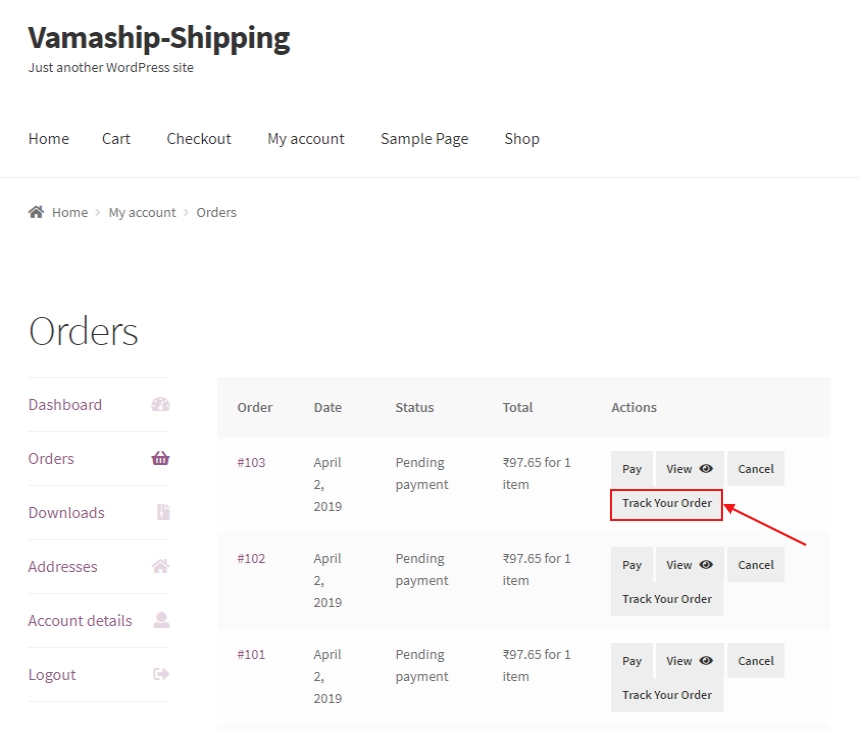 Vamaship-Shipping
Just another WordPress site
Home Cart Checkout My account Sample Page Shop
Home > My account > Orders
Orders
Dashboard
Orders
Downloads
Addresses
Account details
Logout
Order Date Status Total Actions
#103 April Pending ₹97.65 for 1 Pay View Cancel
2, payment item
2019 Track Your Order
#102 April Pending ₹97.65 for 1 Pay View Cancel
2, payment item
2019 Track Your Order
#101 April Pending ₹97.65 for 1 Pay View Cancel
2, payment item
2019 Track Your Order